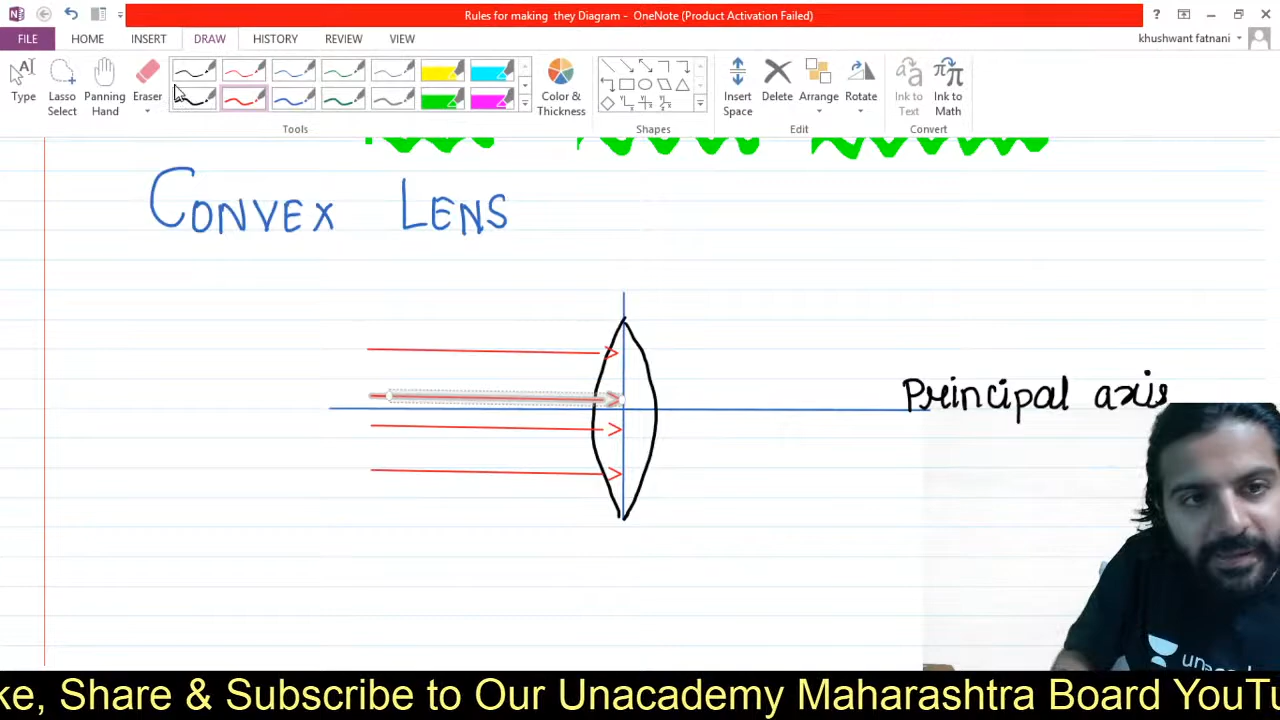 Rules for making they Diagram - OneNote (Product Activation Failed)
FILE HOME INSERT DRAW HISTORY REVIEW VIEW
khushwant fatnani
Type
Lasso Select
Panning Hand
Eraser
Color & Thickness
Insert Space
Delete
Arrange
Rotate
Ink to Text
Ink to Math
Tools
Shapes
Edit
Convert
CONVEX LENS
Principal axis
ke, Share & Subscribe to Our Unacademy Maharashtra Board YouTu